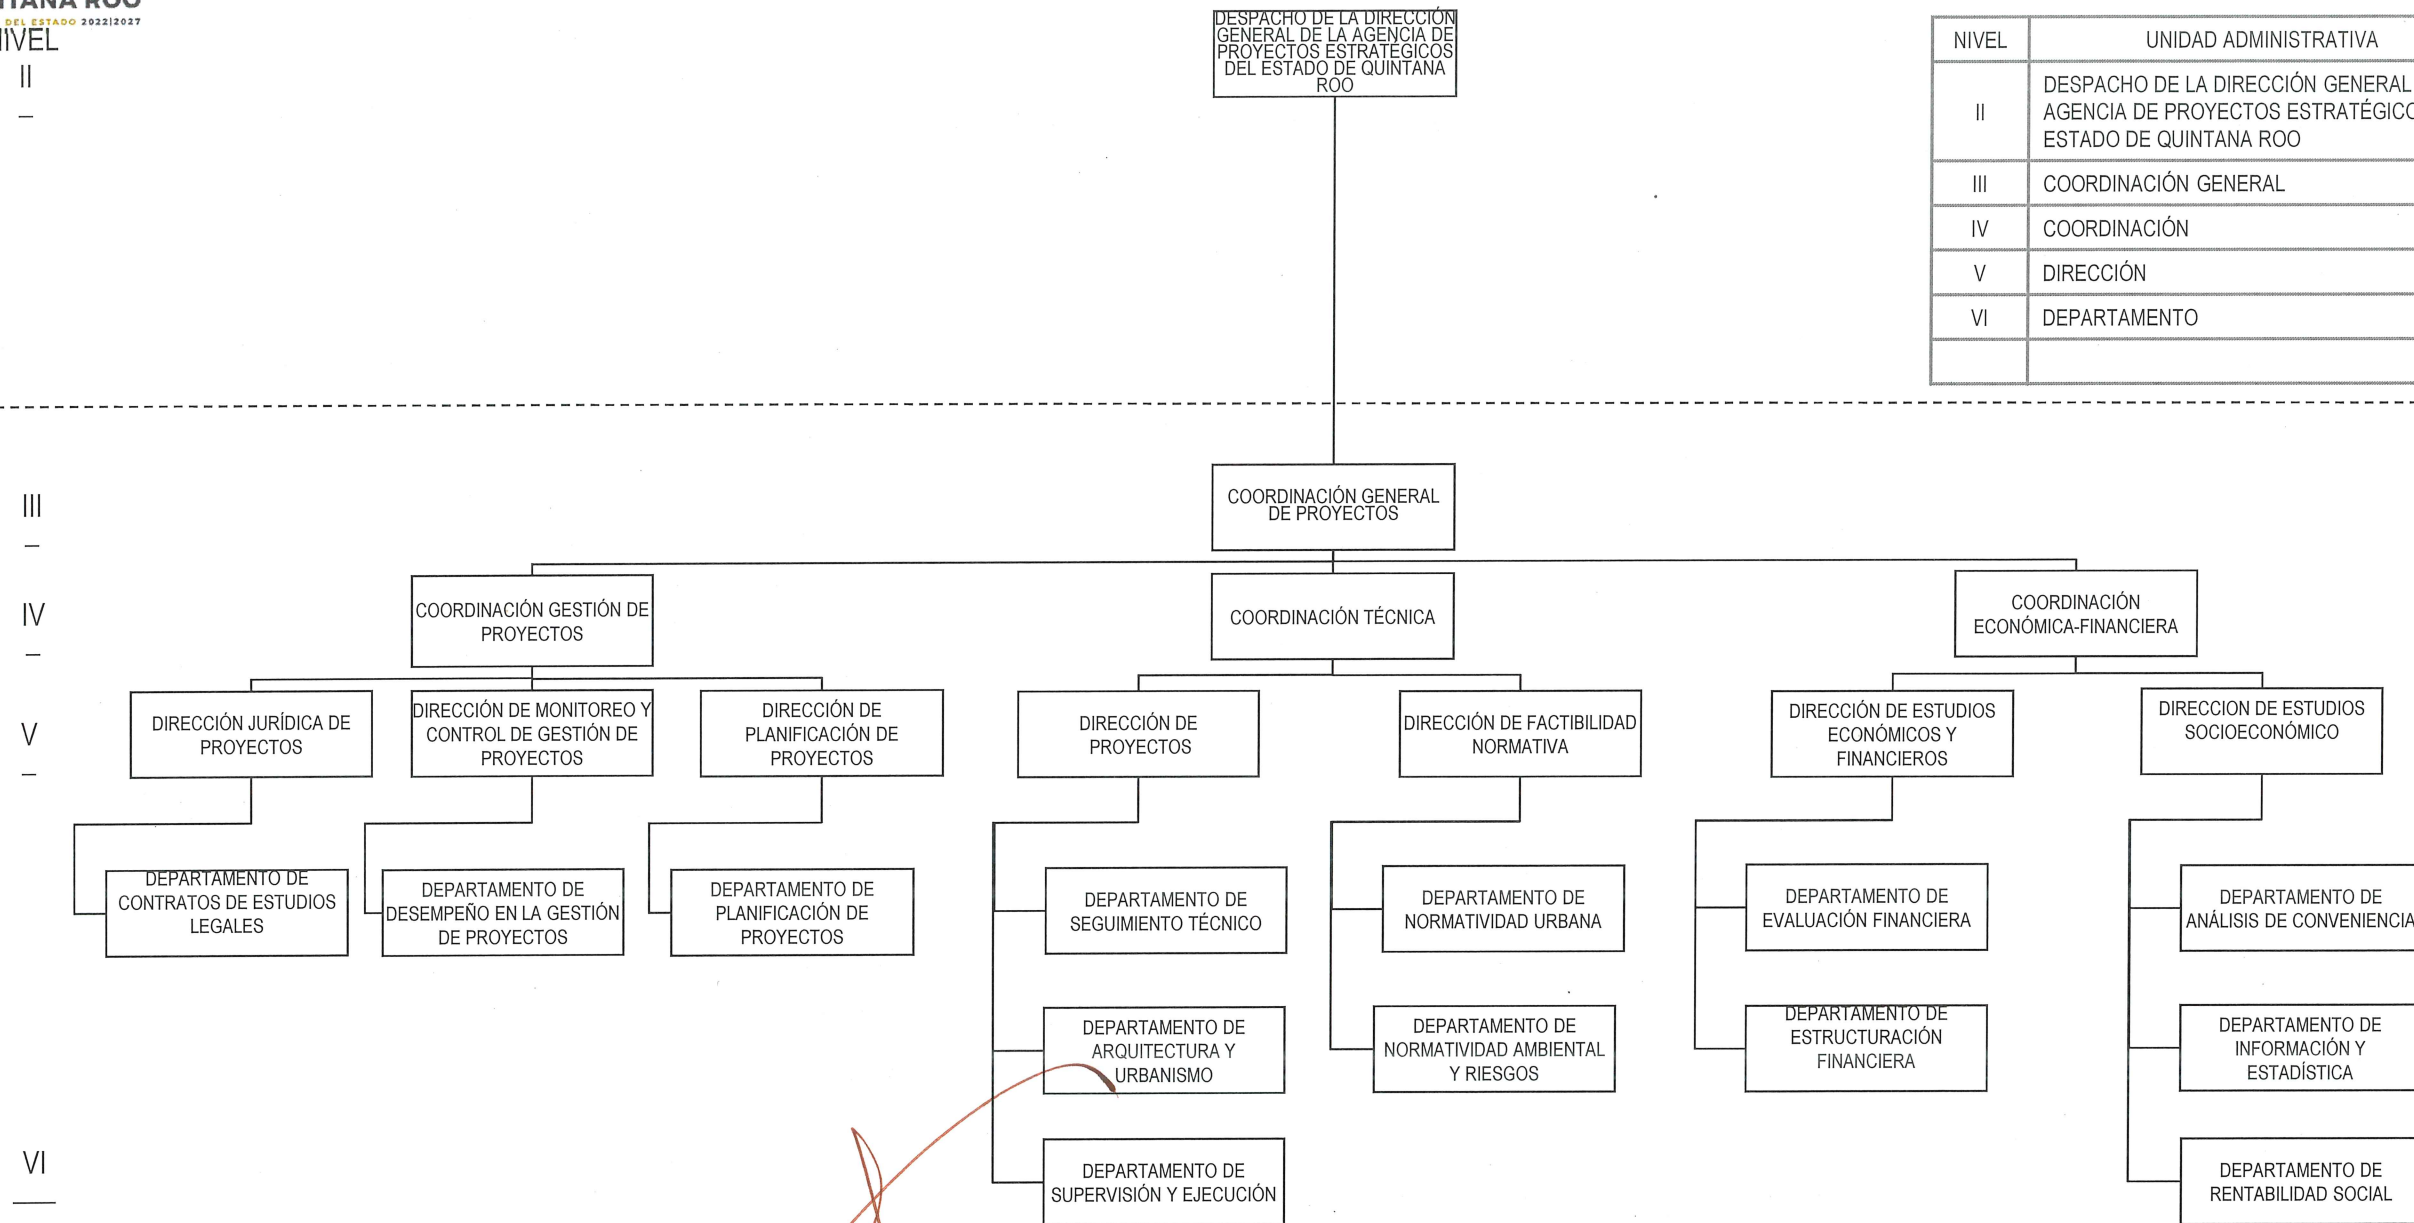 DEL ESTADO 2022|2027
II
DESPACHO DE LA DIRECCIÓN
GENERAL DE LA AGENCIA DE
PROYECTOS ESTRATÉGICOS
DEL ESTADO DE QUINTANA
ROO
NIVEL UNIDAD ADMINISTRATIVA
II
DESPACHO DE LA DIRECCIÓN GENERAL
AGENCIA DE PROYECTOS
ESTADO DE QUINTANA ROO
III COORDINACIÓN GENERAL
IV COORDINACIÓN
V DIRECCIÓN
VI DEPARTAMENTO
III
COORDINACIÓN GENERAL
DE PROYECTOS
IV
COORDINACIÓN GESTIÓN DE
PROYECTOS
COORDINACIÓN TÉCNICA
COORDINACIÓN
ECONÓMICA-FINANCIERA
V
DIRECCIÓN JURÍDICA DE
PROYECTOS
DIRECCIÓN DE MONITOREO Y
CONTROL DE GESTIÓN DE
PROYECTOS
DIRECCIÓN DE
PLANIFICACIÓN DE
PROYECTOS
DIRECCIÓN DE
PROYECTOS
DIRECCIÓN DE FACTIBILIDAD
NORMATIVA
DIRECCIÓN DE ESTUDIOS
ECONÓMICOS Y
FINANCIEROS
DIRECCION DE ESTUDIOS
SOCIOECONÓMICO
DEPARTAMENTO DE
CONTRATOS DE ESTUDIOS
LEGALES
DEPARTAMENTO DE
DESEMPEÑO EN LA GESTIÓN
DE PROYECTOS
DEPARTAMENTO DE
PLANIFICACIÓN DE
PROYECTOS
DEPARTAMENTO DE
SEGUIMIENTO TÉCNICO
DEPARTAMENTO DE
NORMATIVIDAD URBANA
DEPARTAMENTO DE
EVALUACIÓN FINANCIERA
DEPARTAMENTO DE
ANÁLISIS DE CONVENIENCIA
DEPARTAMENTO DE
ARQUITECTURA Y
URBANISMO
DEPARTAMENTO DE
NORMATIVIDAD AMBIENTAL
Y RIESGOS
DEPARTAMENTO DE
ESTRUCTURACIÓN
FINANCIERA
DEPARTAMENTO DE
INFORMACIÓN Y
ESTADÍSTICA
VI
DEPARTAMENTO DE
SUPERVISIÓN Y EJECUCIÓN
DEPARTAMENTO DE
RENTABILIDAD SOCIAL